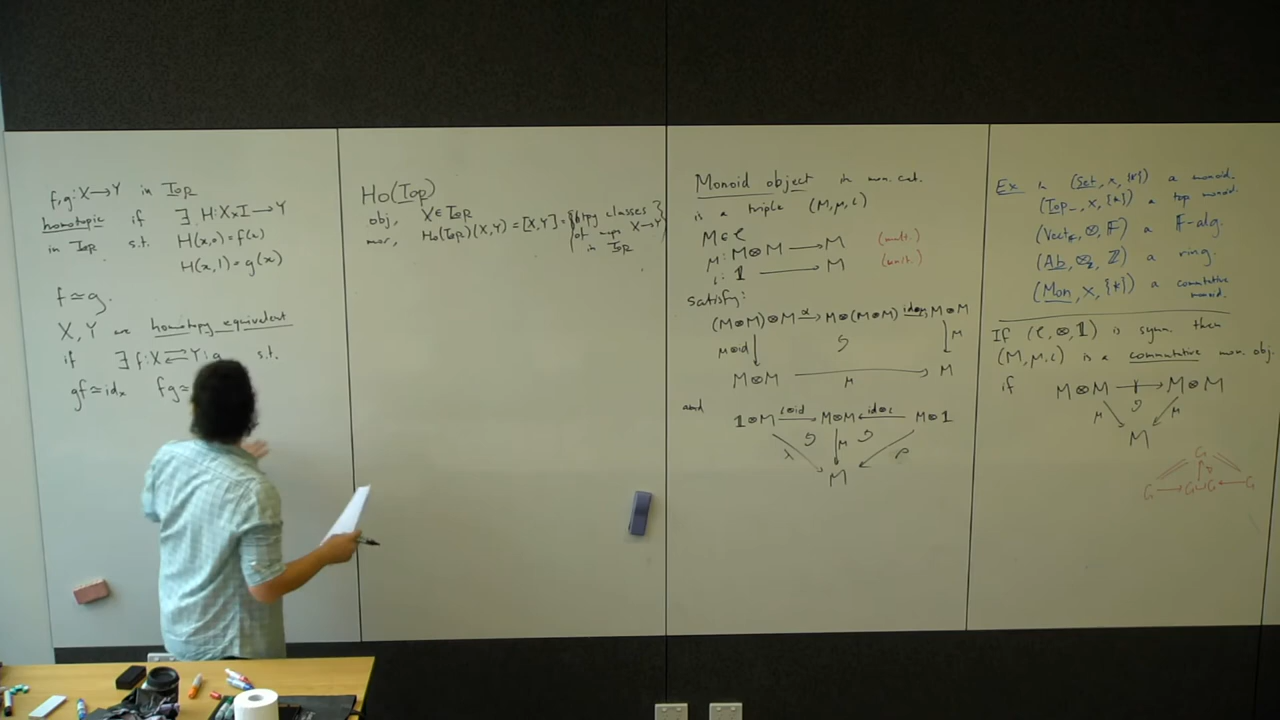 f,g: X → Y in Top
homotopic if ∃ H: X×I → Y
in Top s.t. H(x,0) = f(x)
H(x,1) = g(x)
f ≃ g.
X, Y are homotopy equivalent
if ∃ f: X ⇄ Y : g s.t.
gf ≃ id_X fg ≃
Ho(Top)
obj, X ∈ Top
mor, Ho(Top)(X,Y) = [X,Y] = { htpy classes
of maps X → Y }
in Top
Monoid object in mon. cat.
is a triple (M, μ, ι)
M ∈ C
μ: M⊗M → M (mult.)
ι: 1 → M (unit.)
satisfy:
(M⊗M)⊗M —α→ M⊗(M⊗M) —id⊗μ→ M⊗M
μ⊗id ↓ ↓ μ
M⊗M —μ→ M
and
1⊗M —ι⊗id→ M⊗M ←id⊗ι— M⊗1
λ μ ρ
M
Ex in (Set, ×, {*}) a monoid.
(Top, ×, {*}) a top monoid.
(Vect_F, ⊗, F) a F-alg.
(Ab, ⊗_Z, Z) a ring.
(Mon, ×, {*}) a commutative
monoid.
If (C, ⊗, 1) is symm. then
(M, μ, ι) is a commutative mon. obj.
if M⊗M → M⊗M
μ μ
M
G
G → G⊔G ← G